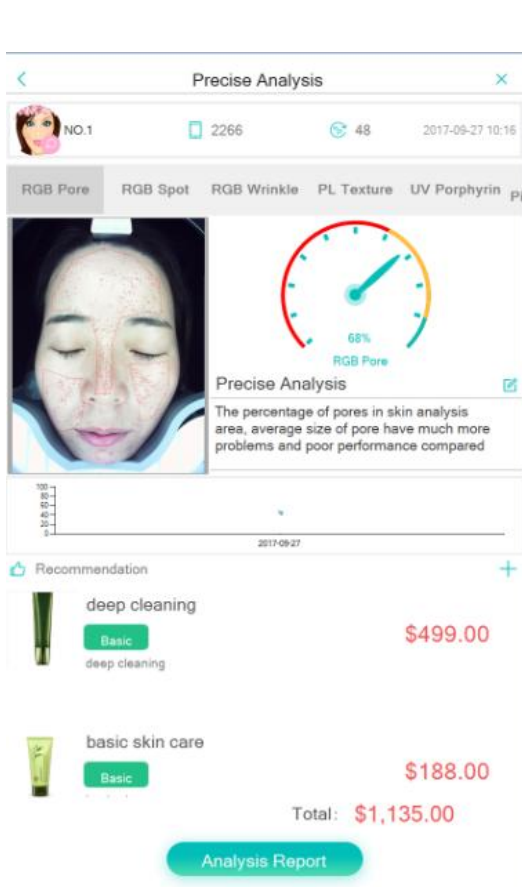 Precise Analysis
NO.1
2266
48
2017-09-27 10:16
RGB Pore
RGB Spot
RGB Wrinkle
PL Texture
UV Porphyrin
68%
RGB Pore
Precise Analysis
The percentage of pores in skin analysis
area, average size of pore have much more
problems and poor performance compared
100
80
60
40
20
0
2017-09-27
Recommendation
deep cleaning
Basic
$499.00
deep cleaning
basic skin care
Basic
$188.00
Total: $1,135.00
Analysis Report